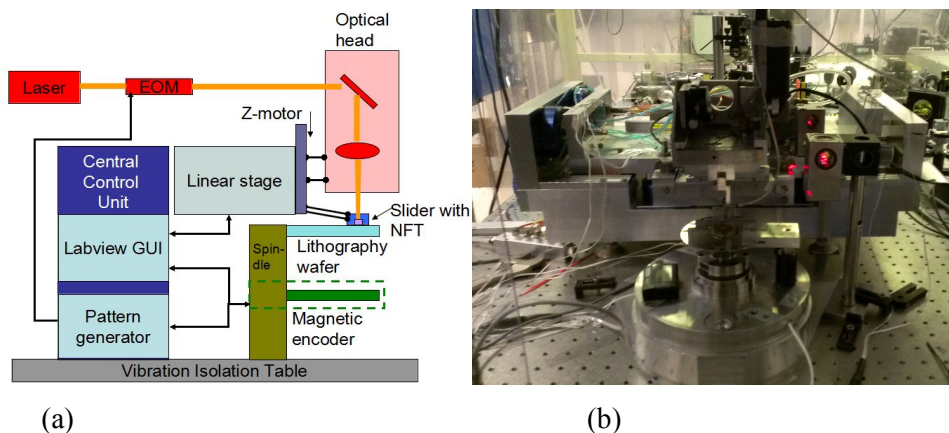 Optical
head
Laser
EOM
Z-motor
Central
Control
Unit
Linear stage
Slider with
NFT
Labview GUI
Spin-
dle
Lithography
wafer
Pattern
generator
Magnetic
encoder
Vibration Isolation Table
(a)
(b)